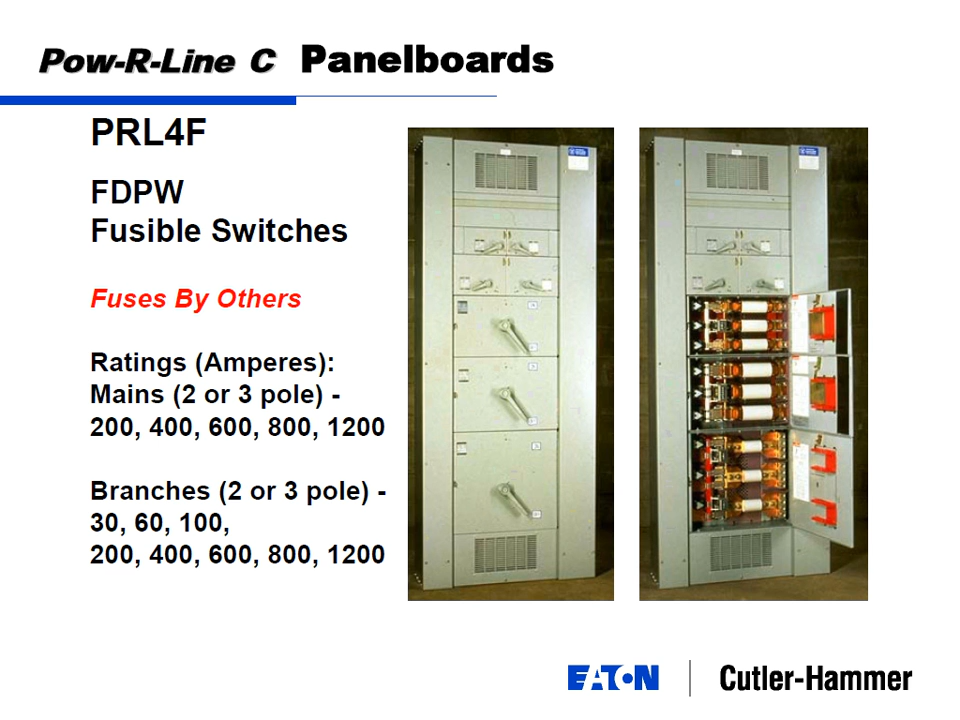 Pow-R-Line C Panelboards
PRL4F
FDPW
Fusible Switches
Fuses By Others
Ratings (Amperes):
Mains (2 or 3 pole) -
200, 400, 600, 800, 1200
Branches (2 or 3 pole) -
30, 60, 100,
200, 400, 600, 800, 1200
EATON Cutler-Hammer